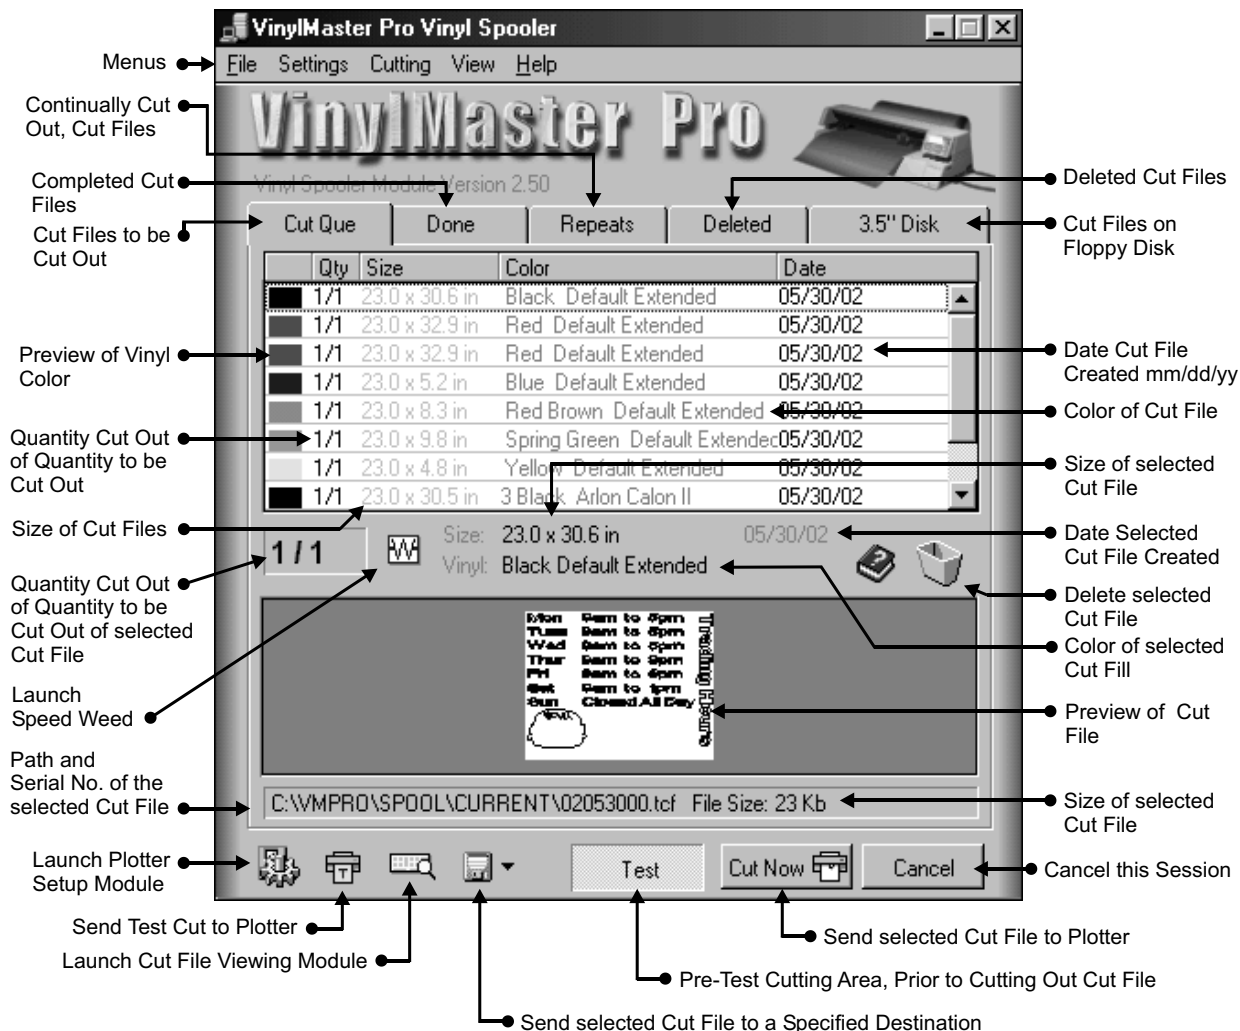 VinylMaster Pro Vinyl Spooler
File Settings Cutting View Help
VinylMaster Pro
Vinyl Spooler Module Version 2.50
Cut Que Done Repeats Deleted 3.5" Disk
Qty Size Color Date
1/1 23.0 x 30.6 in Black Default Extended 05/30/02
1/1 23.0 x 32.9 in Red Default Extended 05/30/02
1/1 23.0 x 32.9 in Red Default Extended 05/30/02
1/1 23.0 x 5.2 in Blue Default Extended 05/30/02
1/1 23.0 x 8.3 in Red Brown Default Extended 05/30/02
1/1 23.0 x 9.8 in Spring Green Default Extended 05/30/02
1/1 23.0 x 4.8 in Yellow Default Extended 05/30/02
1/1 23.0 x 30.5 in 3 Black Arlon Calon II 05/30/02
1 / 1
Size: 23.0 x 30.6 in 05/30/02
Vinyl: Black Default Extended
Mon 9am to 6pm
Tues 9am to 6pm
Wed 9am to 6pm
Thur 9am to 9pm
Fri 9am to 6pm
Sat 9am to 1pm
Sun Closed All Day
Trading Hours
C:\VMPRO\SPOOL\CURRENT\02053000.tcf File Size: 23 Kb
Test Cut Now Cancel
Menus
Continually Cut
Out, Cut Files
Completed Cut
Files
Cut Files to be
Cut Out
Preview of Vinyl
Color
Quantity Cut Out
of Quantity to be
Cut Out
Size of Cut Files
Quantity Cut Out
of Quantity to be
Cut Out of selected
Cut File
Launch
Speed Weed
Path and
Serial No. of the
selected Cut File
Launch Plotter
Setup Module
Send Test Cut to Plotter
Launch Cut File Viewing Module
Deleted Cut Files
Cut Files on
Floppy Disk
Date Cut File
Created mm/dd/yy
Color of Cut File
Size of selected
Cut File
Date Selected
Cut File Created
Delete selected
Cut File
Color of selected
Cut Fill
Preview of Cut
File
Size of selected
Cut File
Cancel this Session
Send selected Cut File to Plotter
Pre-Test Cutting Area, Prior to Cutting Out Cut File
Send selected Cut File to a Specified Destination